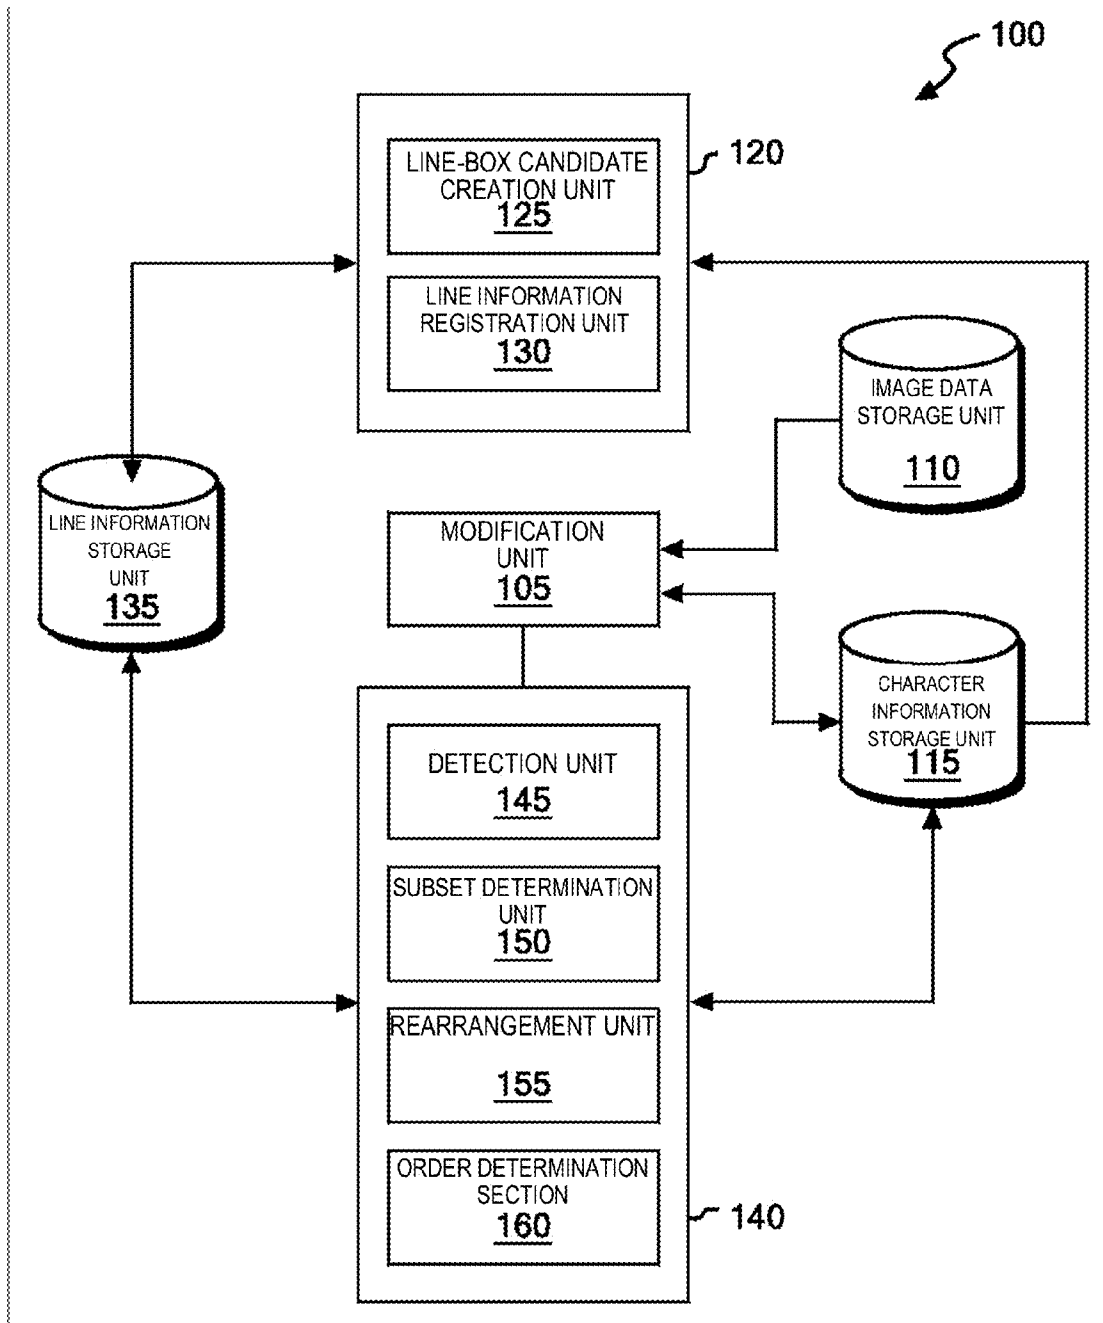 100
120
LINE-BOX CANDIDATE
CREATION UNIT
125
LINE INFORMATION
REGISTRATION UNIT
130
IMAGE DATA
STORAGE UNIT
110
LINE INFORMATION
STORAGE
UNIT
135
MODIFICATION
UNIT
105
CHARACTER
INFORMATION
STORAGE UNIT
115
DETECTION UNIT
145
SUBSET DETERMINATION
UNIT
150
REARRANGEMENT UNIT
155
ORDER DETERMINATION
SECTION
160
140